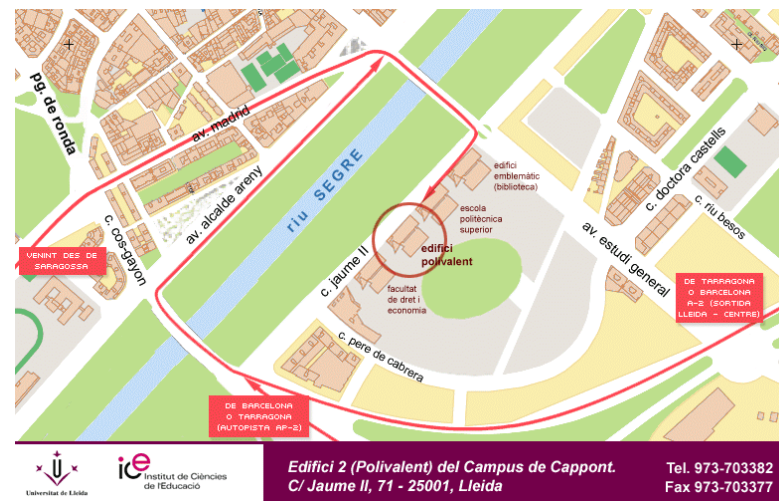 pg. de ronda
av. madrid
av. alcalde areny
c. cos-gayon
VENINT DES DE
SARAGOSSA
riu SEGRE
edifici
emblemàtic
(biblioteca)
escola
politècnica
superior
edifici
polivalent
c. jaume II
facultat
de dret i
economia
c. pere de cabrera
av. estudi general
c. doctora castells
c. riu besos
DE TARRAGONA
O BARCELONA
A-2 (SORTIDA
LLEIDA - CENTRE)
DE BARCELONA
O TARRAGONA
(AUTOPISTA AP-2)
Universitat de Lleida
ice Institut de Ciències
de l'Educació
Edifici 2 (Polivalent) del Campus de Cappont.
C/ Jaume II, 71 - 25001, Lleida
Tel. 973-703382
Fax 973-703377